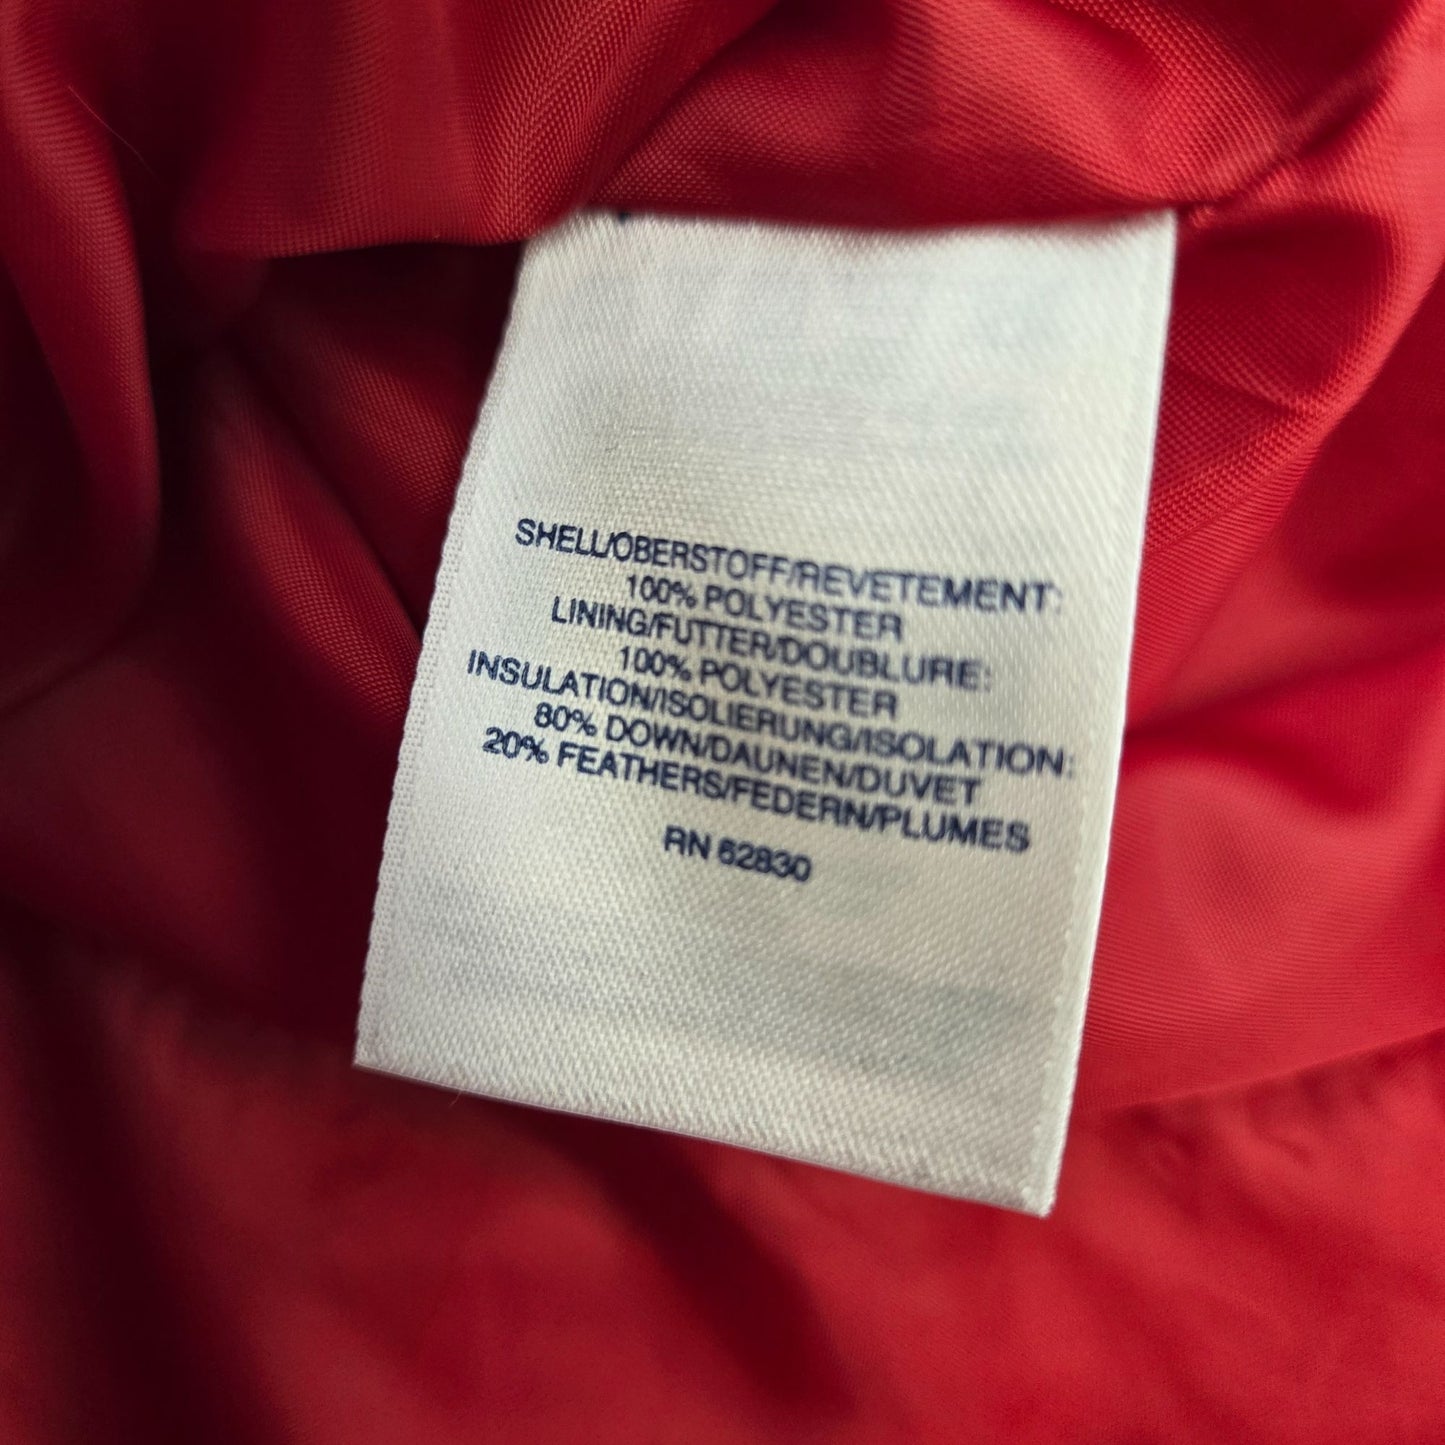 SHELL/OBERSTOFF/REVETEMENT:
100% POLYESTER
LINING/FUTTER/DOUBLURE:
100% POLYESTER
INSULATION/ISOLIERUNG/ISOLATION:
80% DOWN/DAUNEN/DUVET
20% FEATHERS/FEDERN/PLUMES
RN 62830